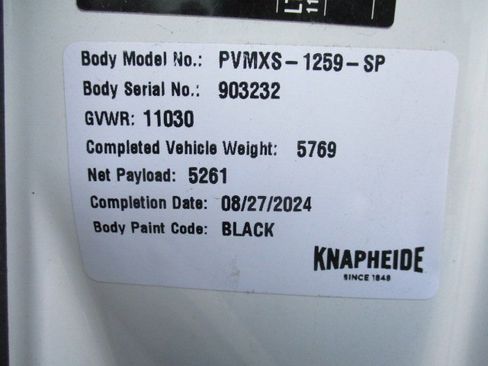 Body Model No.: PVMXS-1259-SP
Body Serial No.: 903232
GVWR: 11030
Completed Vehicle Weight: 5769
Net Payload: 5261
Completion Date: 08/27/2024
Body Paint Code: BLACK
KNAPHEIDE
SINCE 1848